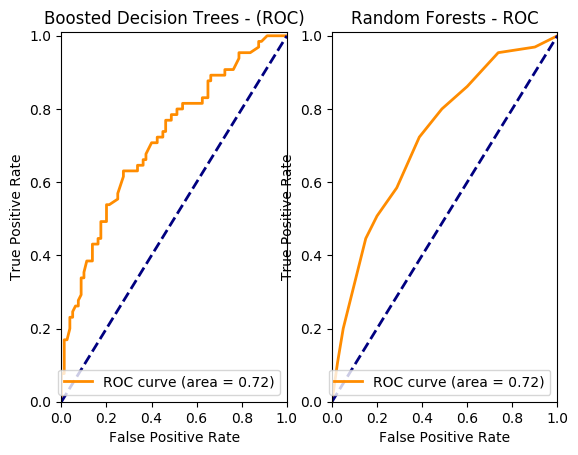 Boosted Decision Trees - (ROC)
1.0
0.8
0.6
0.4
0.2
0.0
True Positive Rate
ROC curve (area = 0.72)
0.0 0.2 0.4 0.6 0.8 1.0
False Positive Rate
Random Forests - ROC
1.0
0.8
0.6
0.4
0.2
0.0
True Positive Rate
ROC curve (area = 0.72)
0.0 0.2 0.4 0.6 0.8 1.0
False Positive Rate